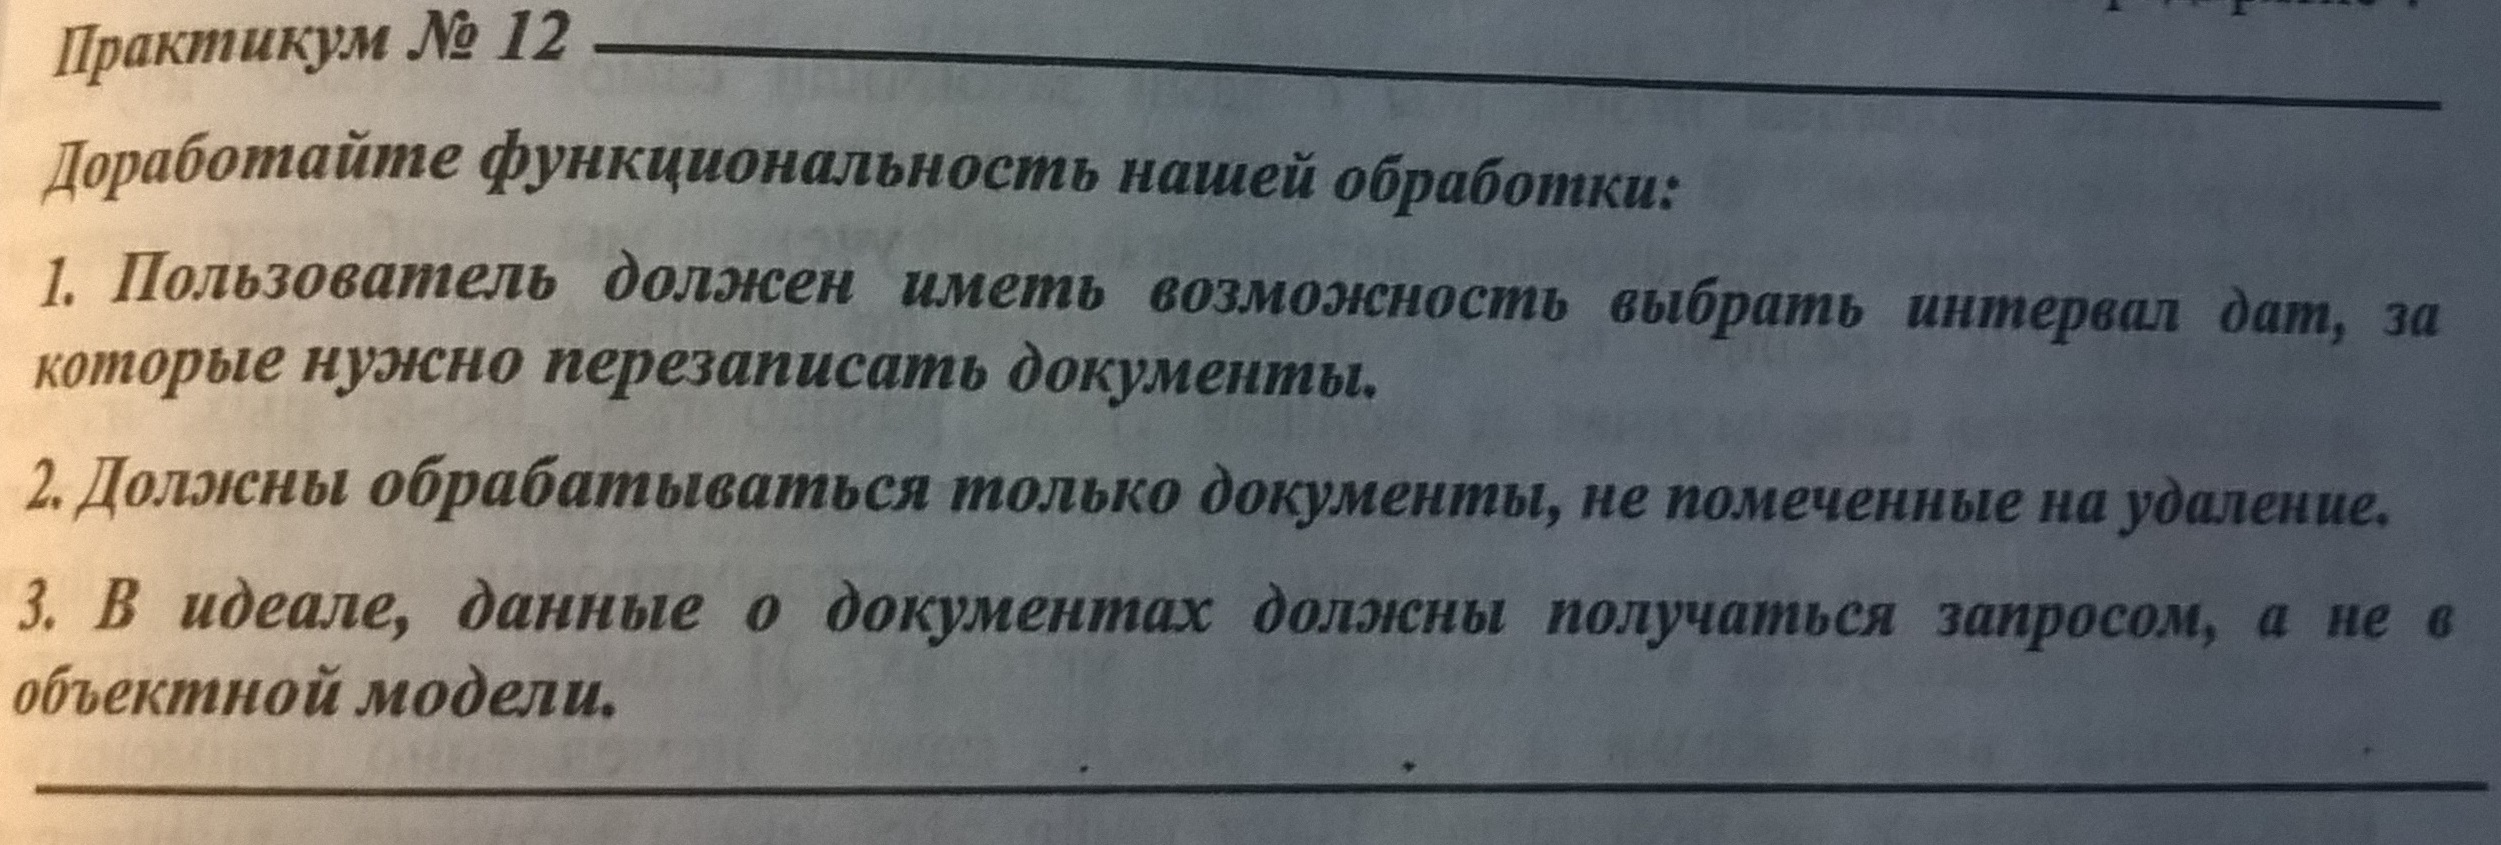 Практикум № 12
Доработайте функциональность нашей обработки:
1. Пользователь должен иметь возможность выбрать интервал дат, за
которые нужно перезаписать документы.
2. Должны обрабатываться только документы, не помеченные на удаление.
3. В идеале, данные о документах должны получаться запросом, а не в
объектной модели.